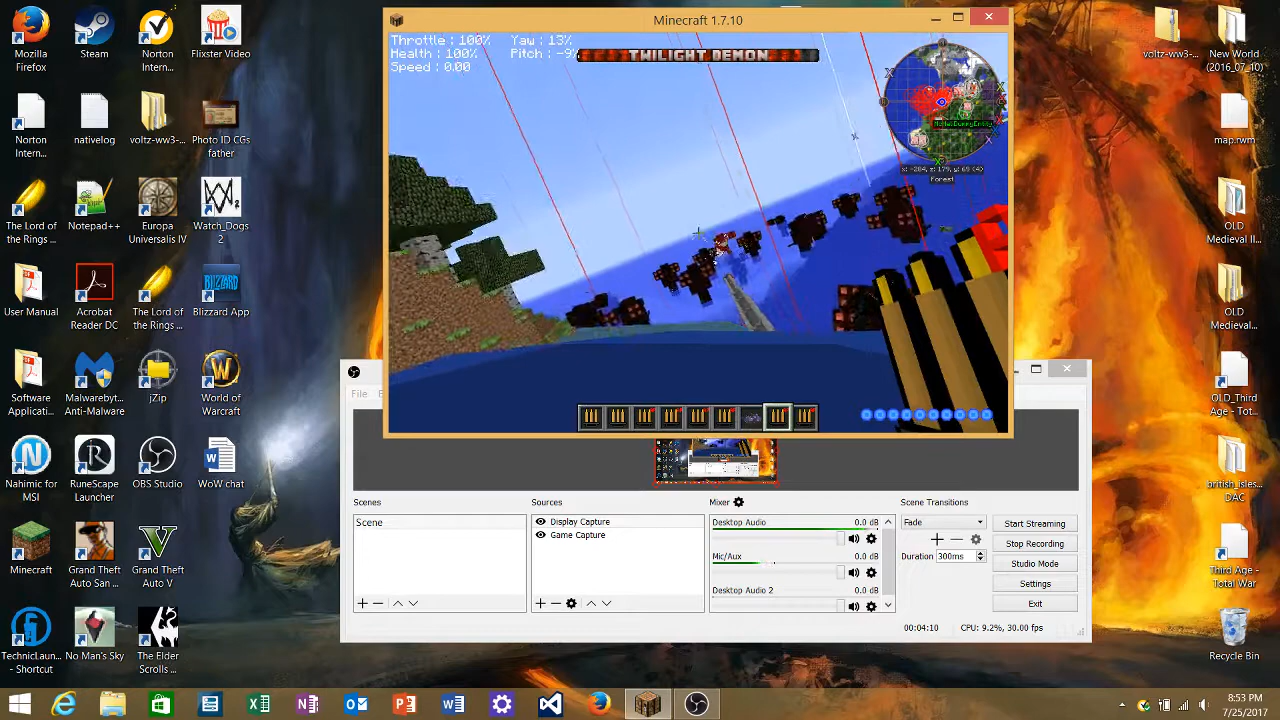 Minecraft 1.7.10
Throttle : 100%
Yaw : 13%
Health : 100%
Pitch : -9%
Speed : 0.00
TWILIGHT DEMON
x: -284, z: 179, y: 69 (4)
Forest
Mozilla Firefox
Steam
Norton Intern...
Flixster Video
Norton Intern...
nativelog
voltz-ww3-...
Photo ID CGs father
The Lord of the Rings ...
Notepad++
Europa Universalis IV
Watch_Dogs 2
User Manual
Acrobat Reader DC
The Lord of the Rings ...
Blizzard App
Software Applicati...
Malwarebyt... Anti-Malware
jZip
World of Warcraft
Nahimic for MSI
RuneScape Launcher
OBS Studio
WoW chat
Minecraft
Grand Theft Auto San ...
Grand Theft Auto V
TechnicLaun... - Shortcut
No Man's Sky
The Elder Scrolls ...
voltz-ww3-...
New World (2016_07_10)
map.rwm
OLD Medieval II...
OLD Medieval...
OLD_Third Age - Tot...
british_isles... DAC
Third Age - Total War
Recycle Bin
File
Scenes
Scene
Sources
Display Capture
Game Capture
Mixer
Desktop Audio
0.0 dB
Mic/Aux
0.0 dB
Desktop Audio 2
0.0 dB
Scene Transitions
Fade
Duration
300ms
Start Streaming
Stop Recording
Studio Mode
Settings
Exit
00:04:10
CPU: 9.2%, 30.00 fps
8:53 PM
7/25/2017